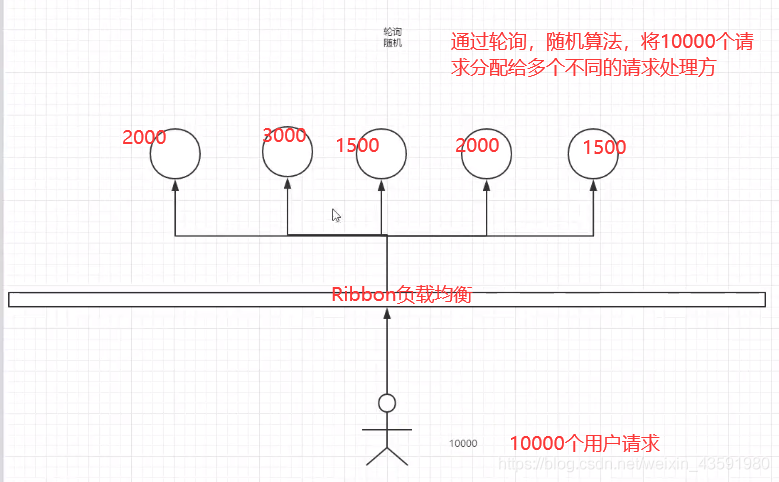 轮询
随机
通过轮询，随机算法，将10000个请
求分配给多个不同的请求处理方
2000
3000
1500
2000
1500
Ribbon负载均衡
10000
10000个用户请求
https://blog.csdn.net/weixin_43591980